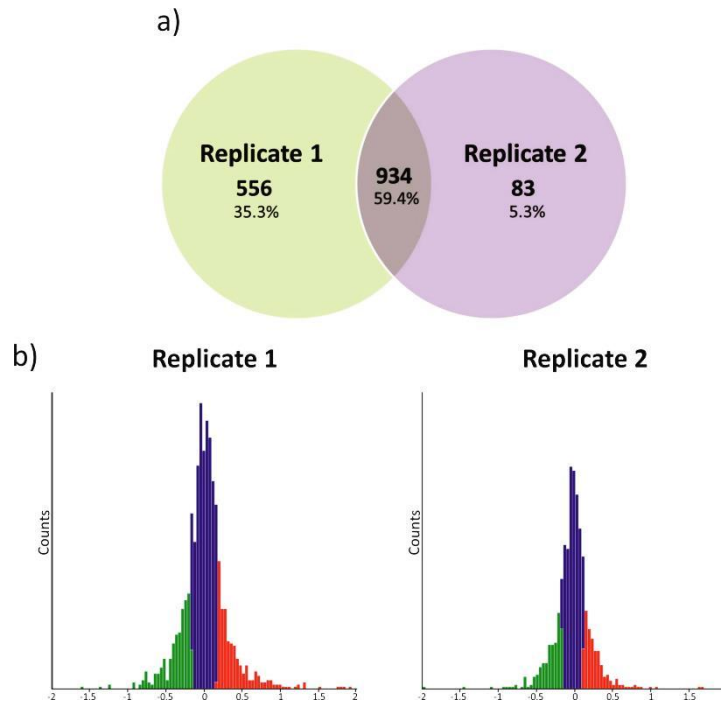 a)
Replicate 1
556
35.3%
934
59.4%
Replicate 2
83
5.3%
b)
Replicate 1
Counts
-2 -1.5 -1 -0.5 0 0.5 1 1.5 2
Replicate 2
Counts
-2 -1.5 -1 -0.5 0 0.5 1 1.5